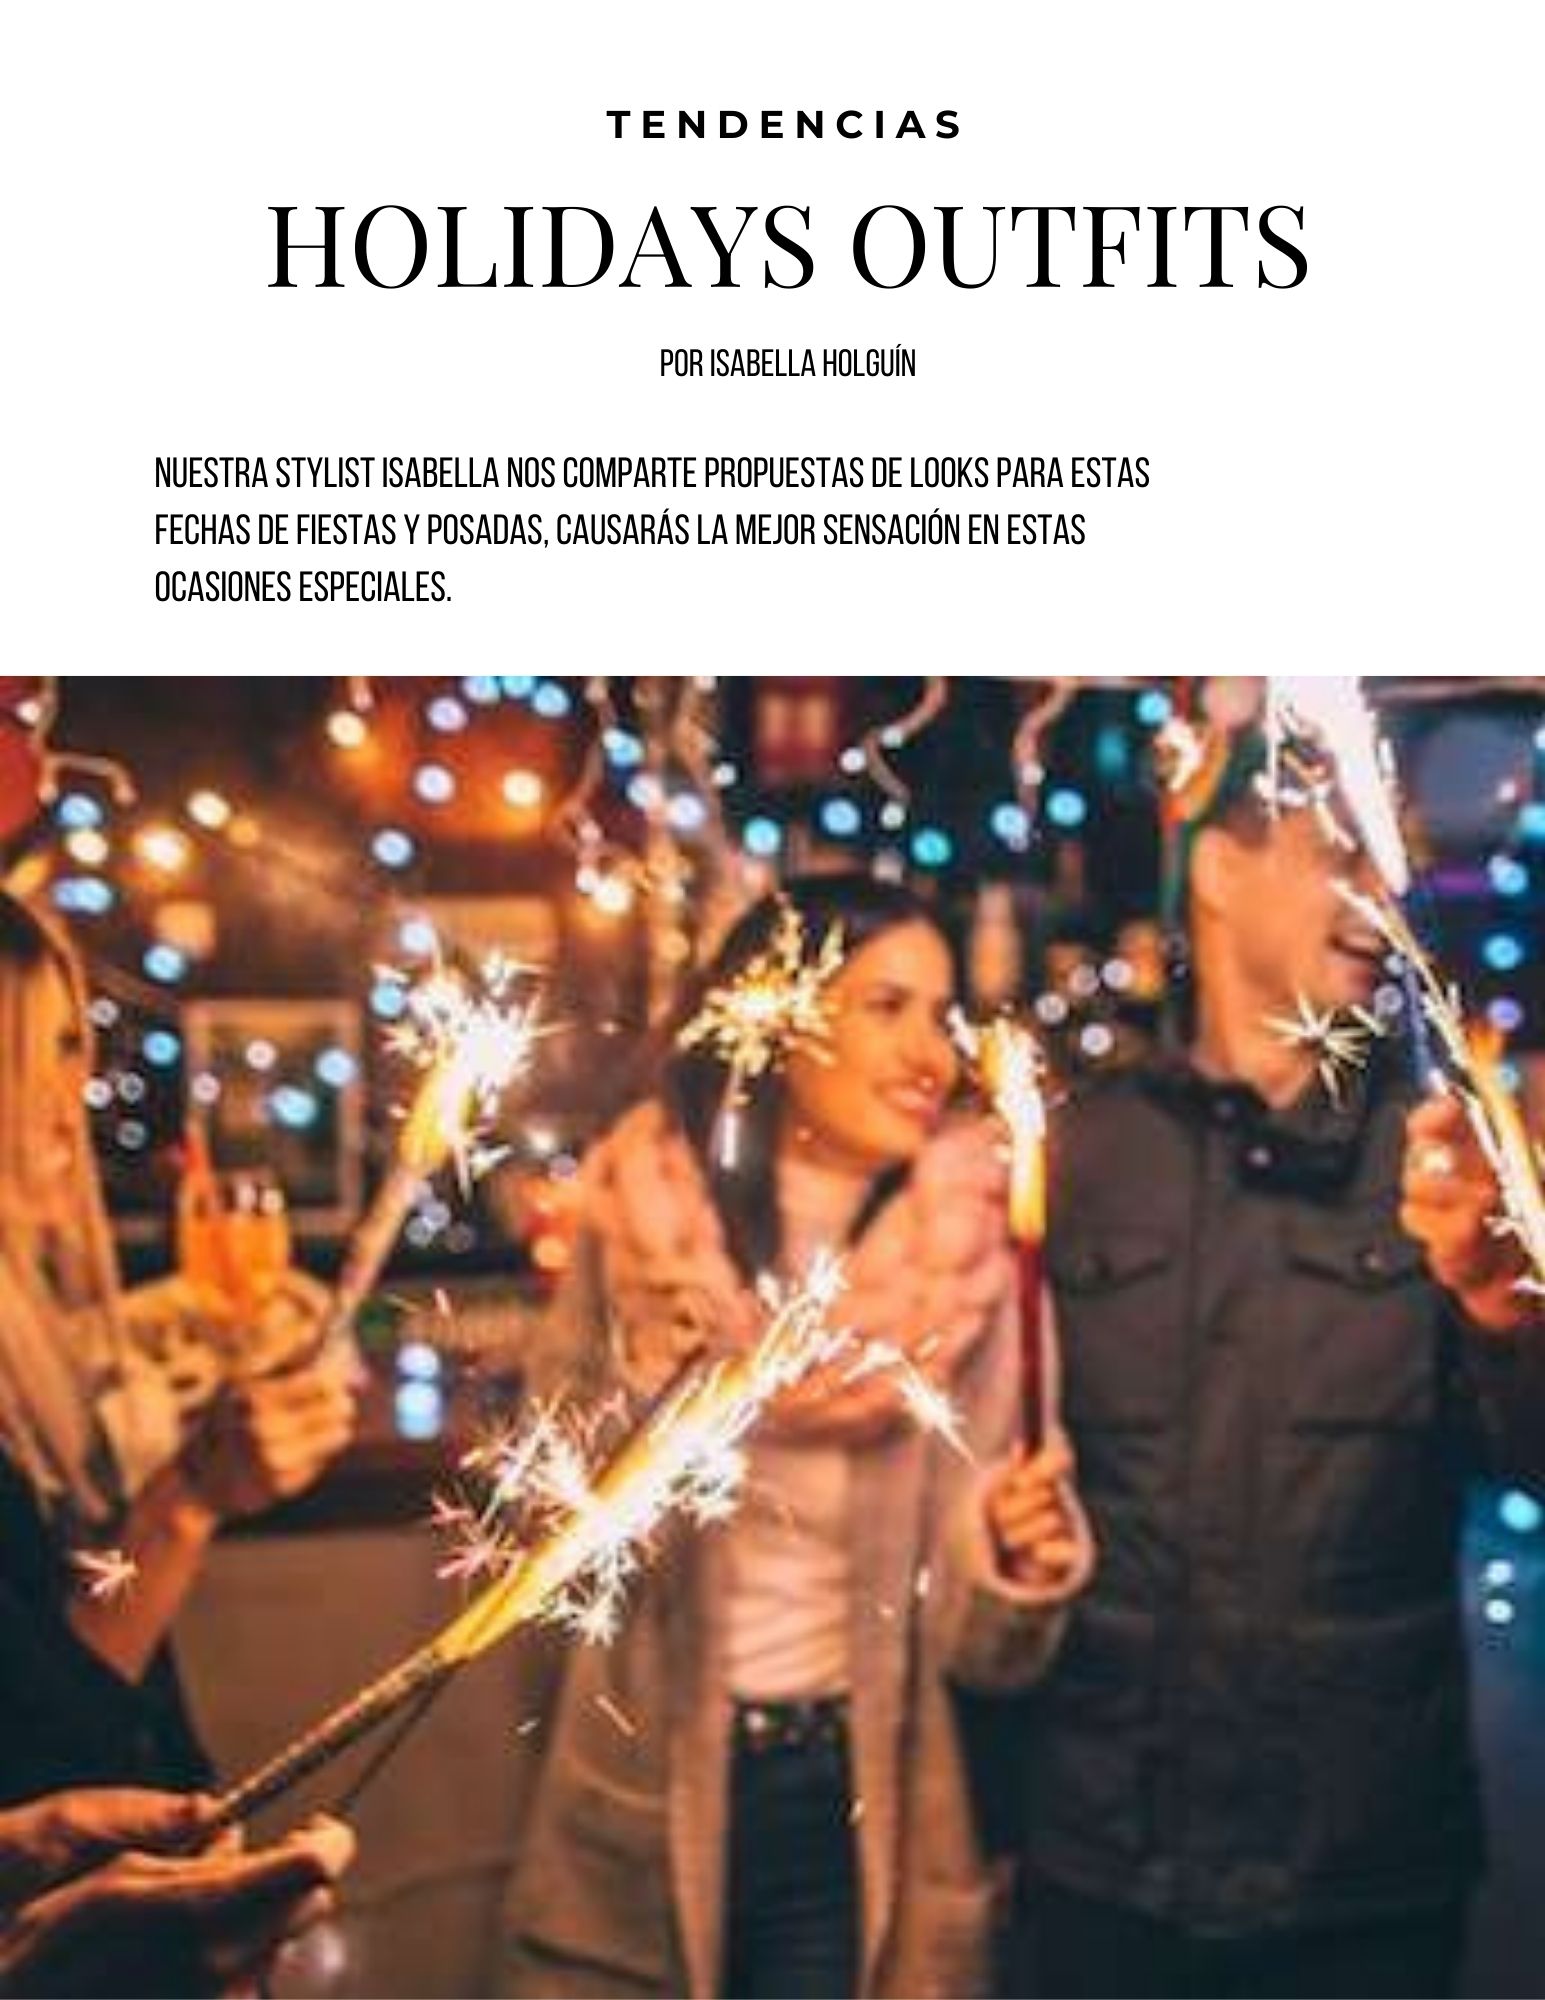 TENDENCIAS
HOLIDAYS OUTFITS
POR ISABELLA HOLGUÍN
NUESTRA STYLIST ISABELLA NOS COMPARTE PROPUESTAS DE LOOKS PARA ESTAS
FECHAS DE FIESTAS Y POSADAS, CAUSARÁS LA MEJOR SENSACIÓN EN ESTAS
OCASIONES ESPECIALES.